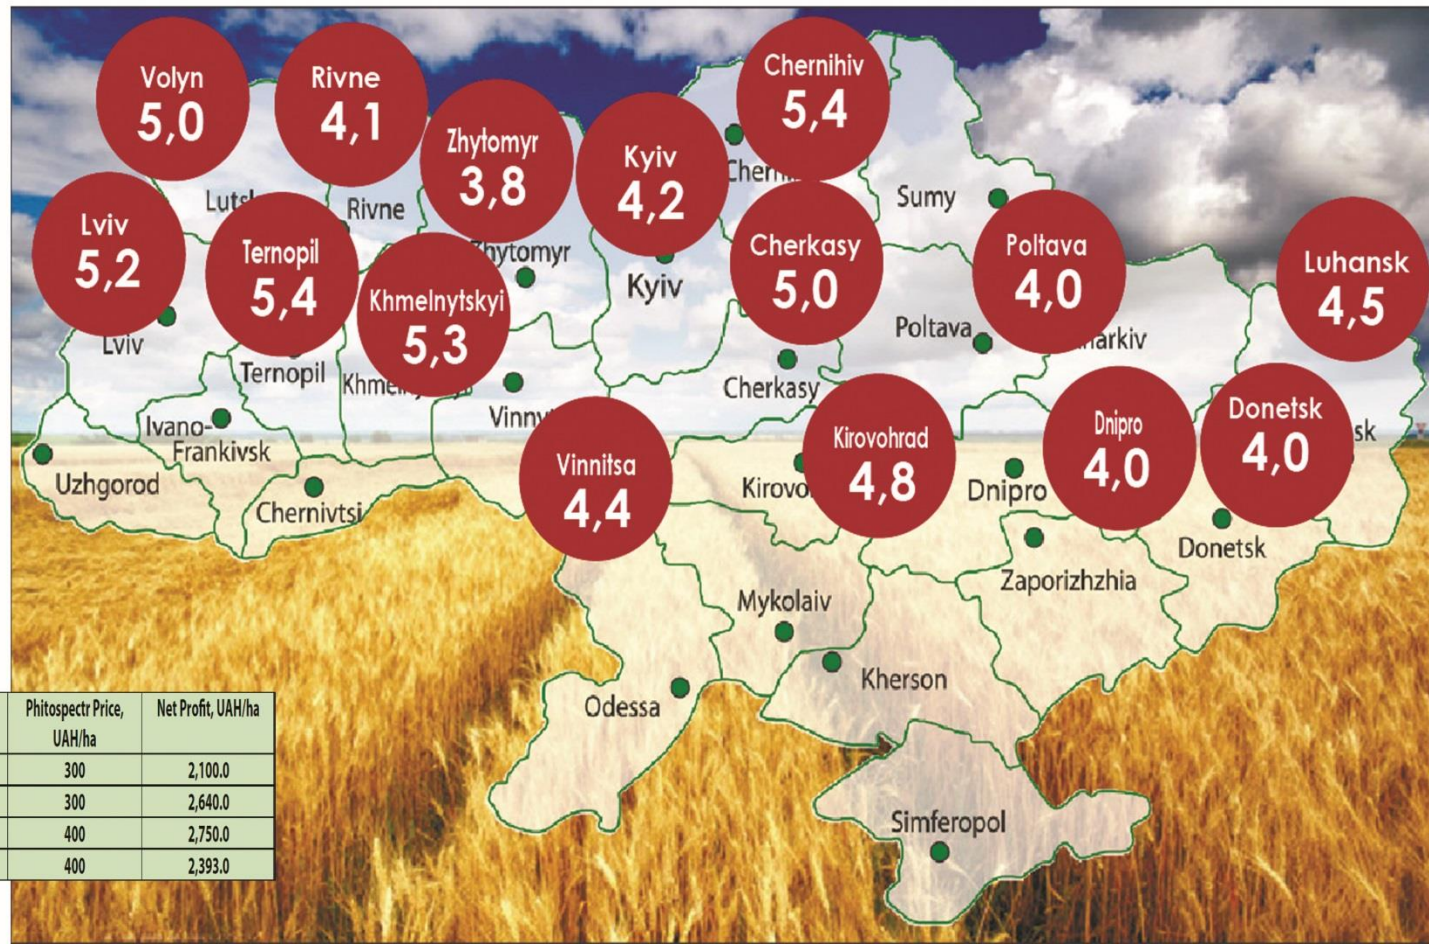 Volyn
5,0
Rivne
4,1
Zhytomyr
3,8
Kyiv
4,2
Chernihiv
5,4
Lviv
5,2
Ternopil
5,4
Khmelnytskyi
5,3
Cherkasy
5,0
Poltava
4,0
Luhansk
4,5
Vinnitsa
4,4
Kirovohrad
4,8
Dnipro
4,0
Donetsk
4,0
Rivne
Sumy
Kyiv
Lviv
Ternopil
Poltava
Cherkasy
Ivano-
Frankivsk
Uzhgorod
Chernivtsi
Dnipro
Donetsk
Zaporizhzhia
Mykolaiv
Kherson
Odessa
Simferopol
Phitospectr Price, UAH/ha Net Profit, UAH/ha
300 2,100.0
300 2,640.0
400 2,750.0
400 2,393.0